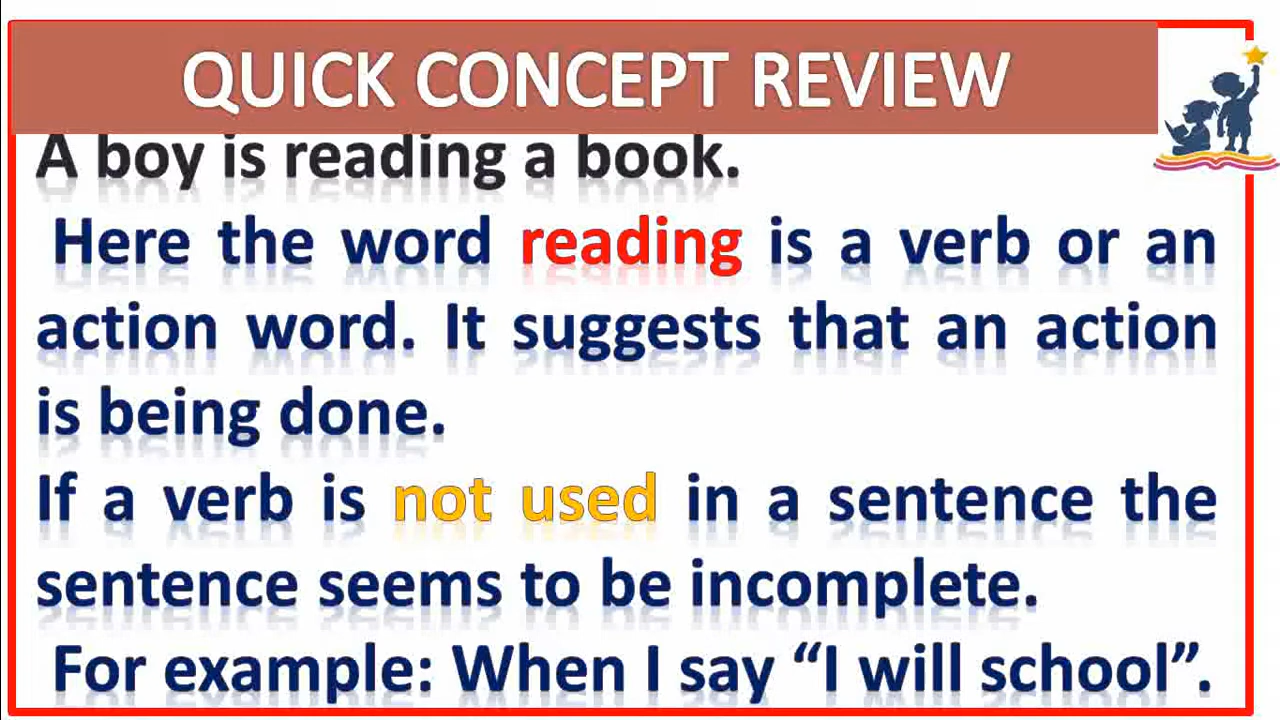 QUICK CONCEPT REVIEW
A boy is reading a book.
Here the word reading is a verb or an
action word. It suggests that an action
is being done.
If a verb is not used in a sentence the
sentence seems to be incomplete.
For example: When I say “I will school”.